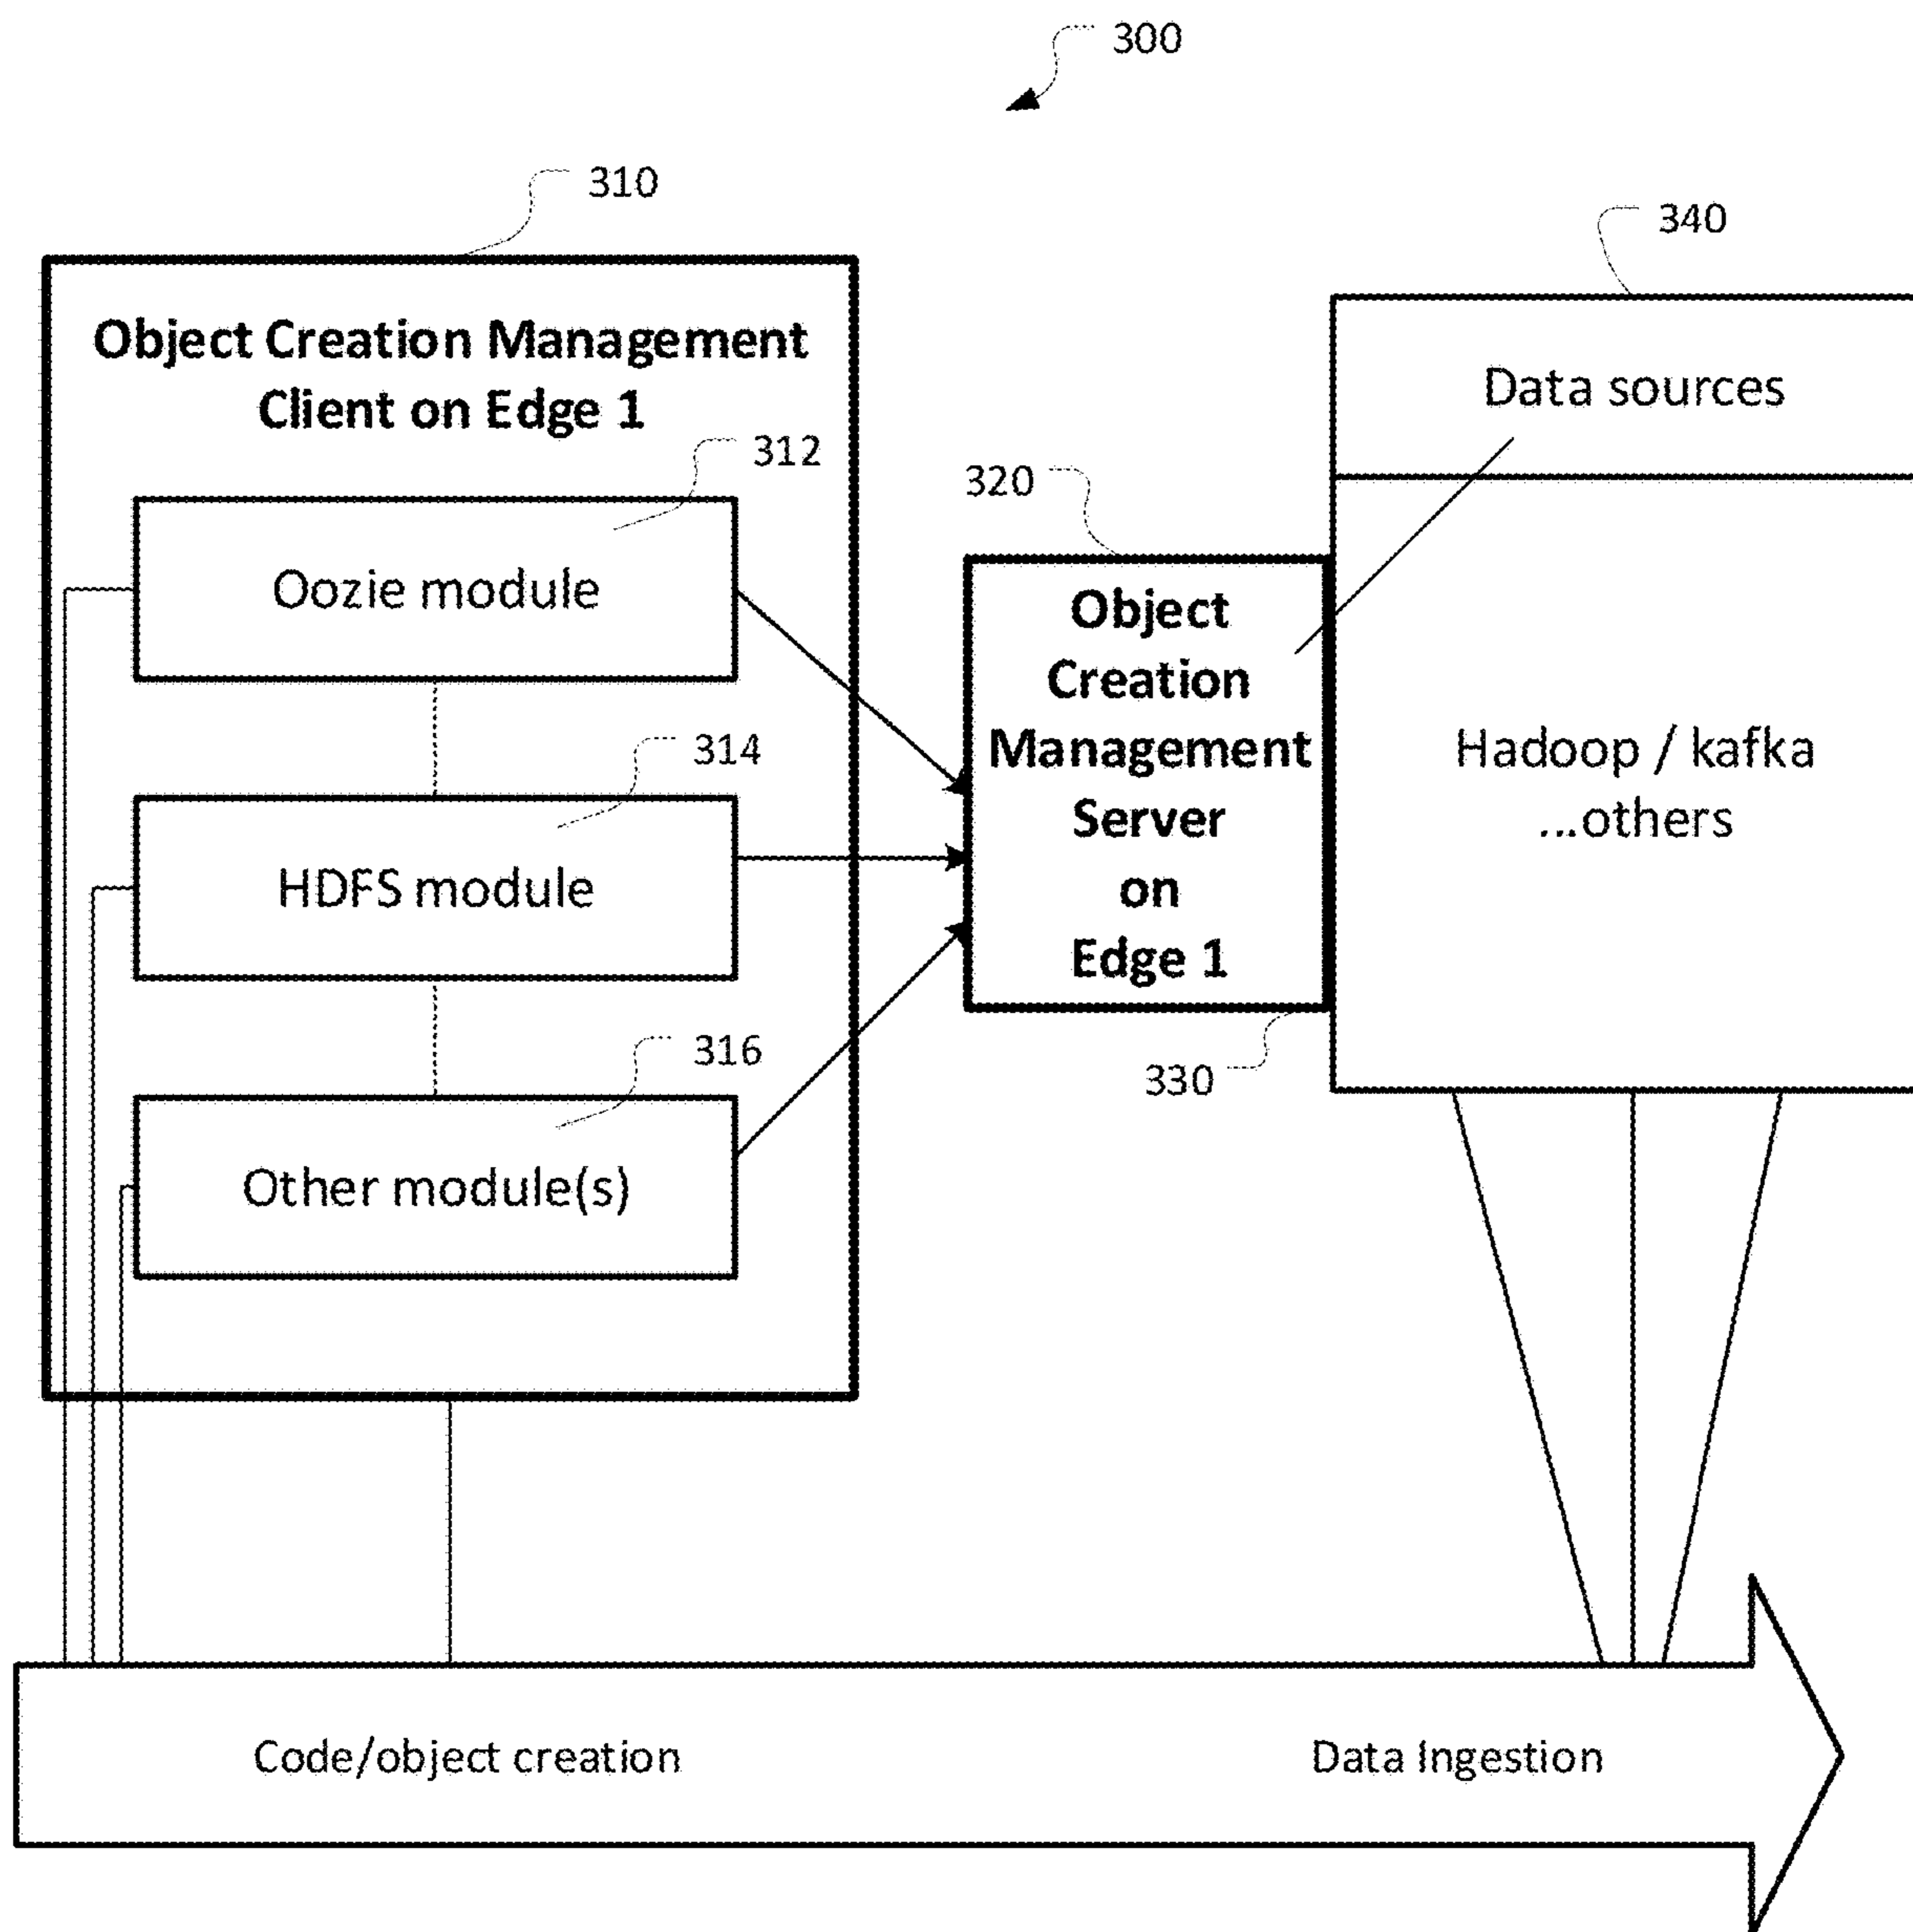 300
310
340
Object Creation Management
Client on Edge 1
Data sources
312
320
Oozie module
Object
Creation
Management
Server
on
Edge 1
314
Hadoop / kafka
...others
HDFS module
316
330
Other module(s)
Code/object creation
Data Ingestion